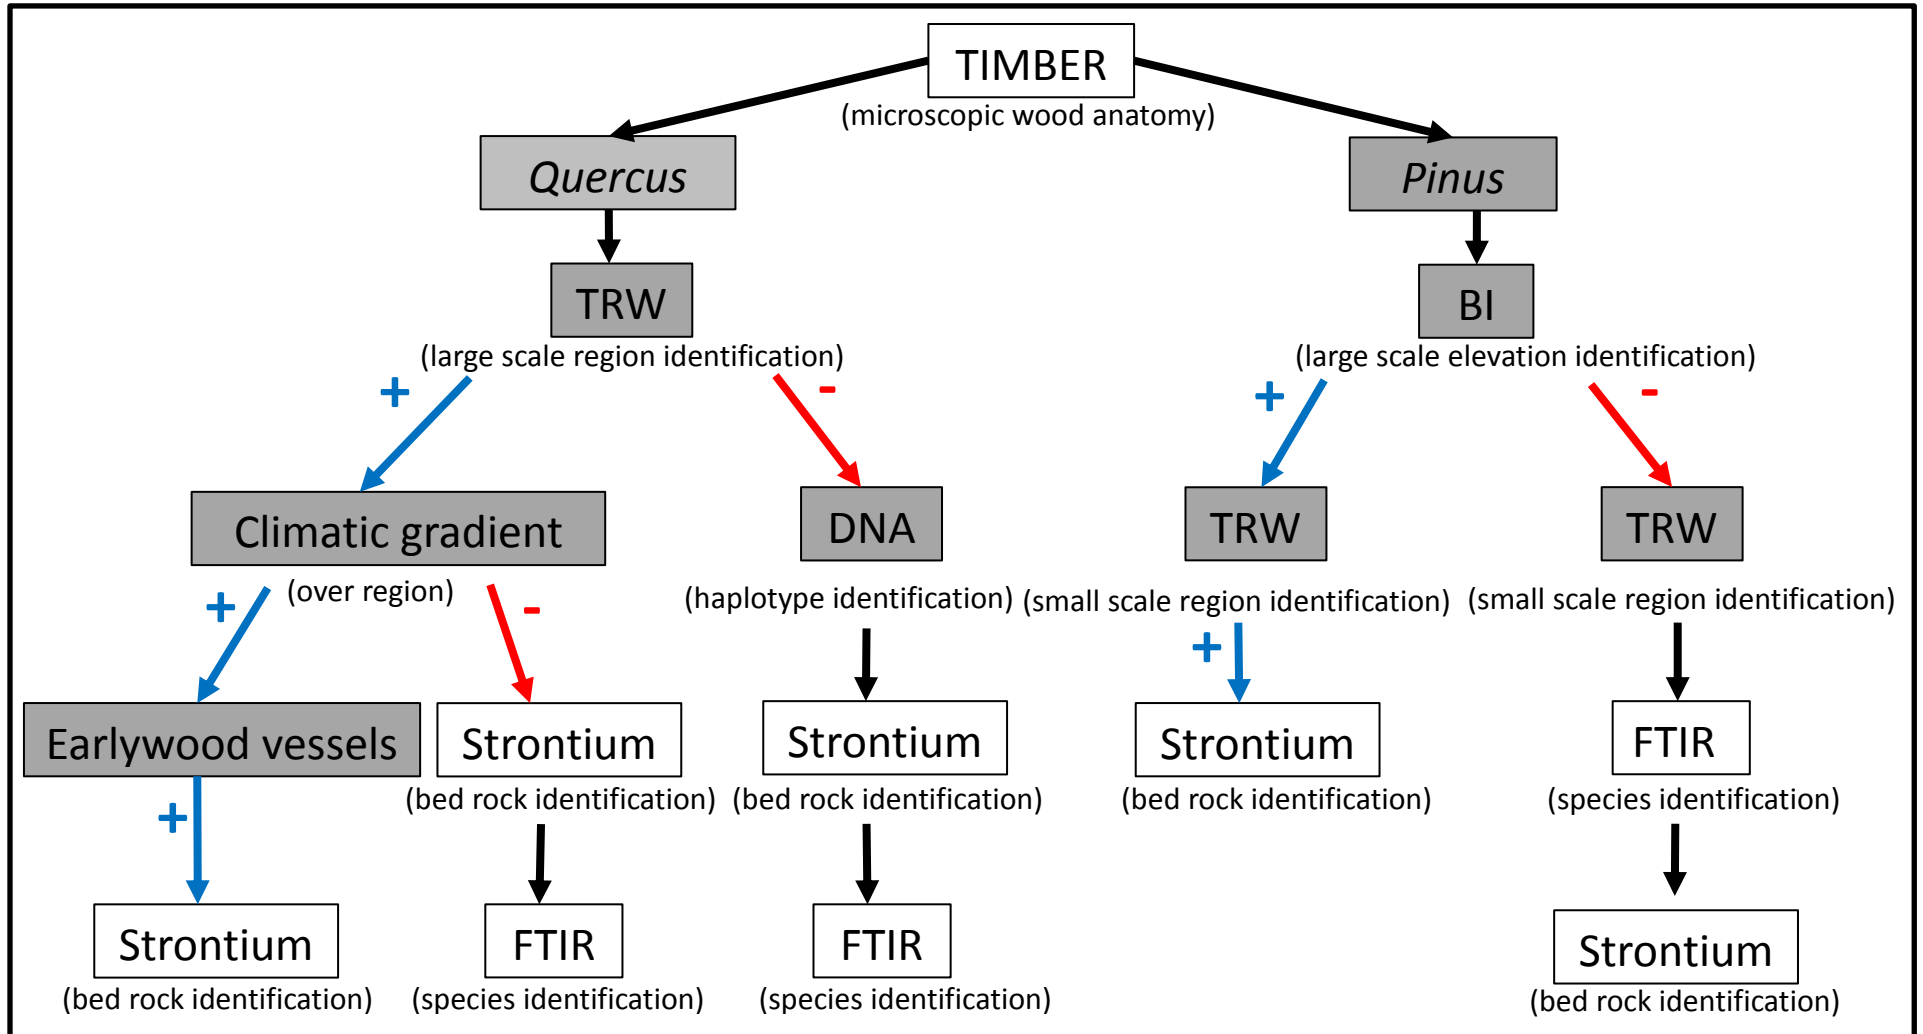 TIMBER
(microscopic wood anatomy)
Quercus
Pinus
TRW
BI
(large scale region identification)
(large scale elevation identification)
+
-
+
-
Climatic gradient
DNA
TRW
TRW
(over region)
(haplotype identification)
(small scale region identification)
(small scale region identification)
+
-
+
Earlywood vessels
Strontium
Strontium
Strontium
FTIR
(bed rock identification)
(bed rock identification)
(bed rock identification)
(species identification)
+
Strontium
FTIR
FTIR
Strontium
(bed rock identification)
(species identification)
(species identification)
(bed rock identification)